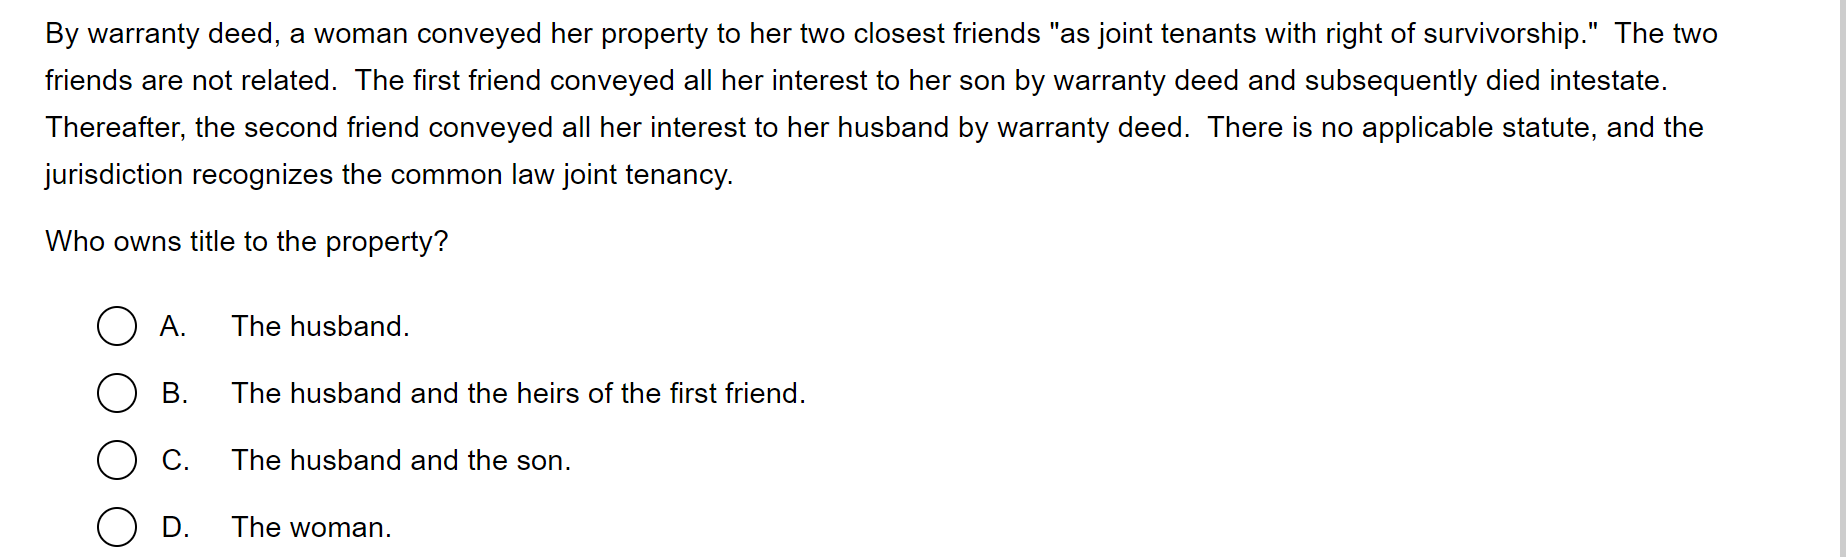 By warranty deed, a woman conveyed her property to her two closest friends "as joint tenants with right of survivorship."  The two
friends are not related.  The first friend conveyed all her interest to her son by warranty deed and subsequently died intestate.
Thereafter, the second friend conveyed all her interest to her husband by warranty deed.  There is no applicable statute, and the
jurisdiction recognizes the common law joint tenancy.
Who owns title to the property?
A. The husband.
B. The husband and the heirs of the first friend.
C. The husband and the son.
D. The woman.